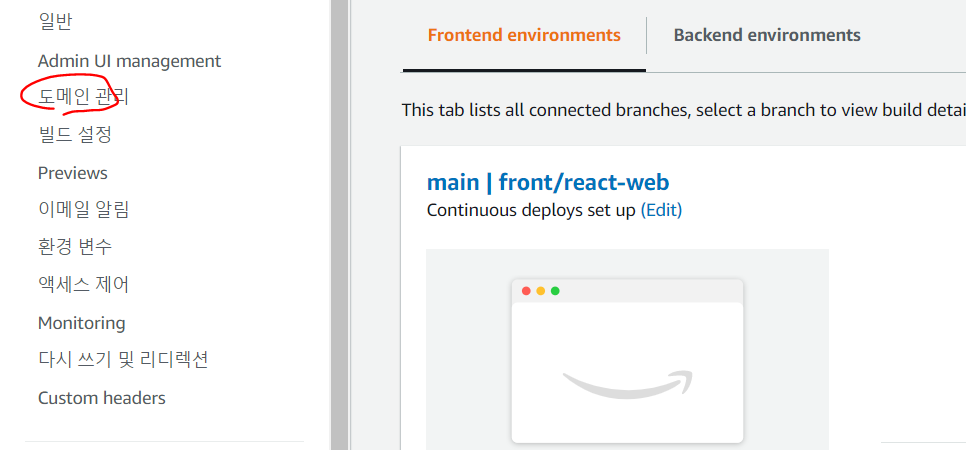 일반
Admin UI management
도메인 관리
빌드 설정
Previews
이메일 알림
환경 변수
액세스 제어
Monitoring
다시 쓰기 및 리디렉션
Custom headers
Frontend environments
Backend environments
This tab lists all connected branches, select a branch to view build detai
main | front/react-web
Continuous deploys set up (Edit)